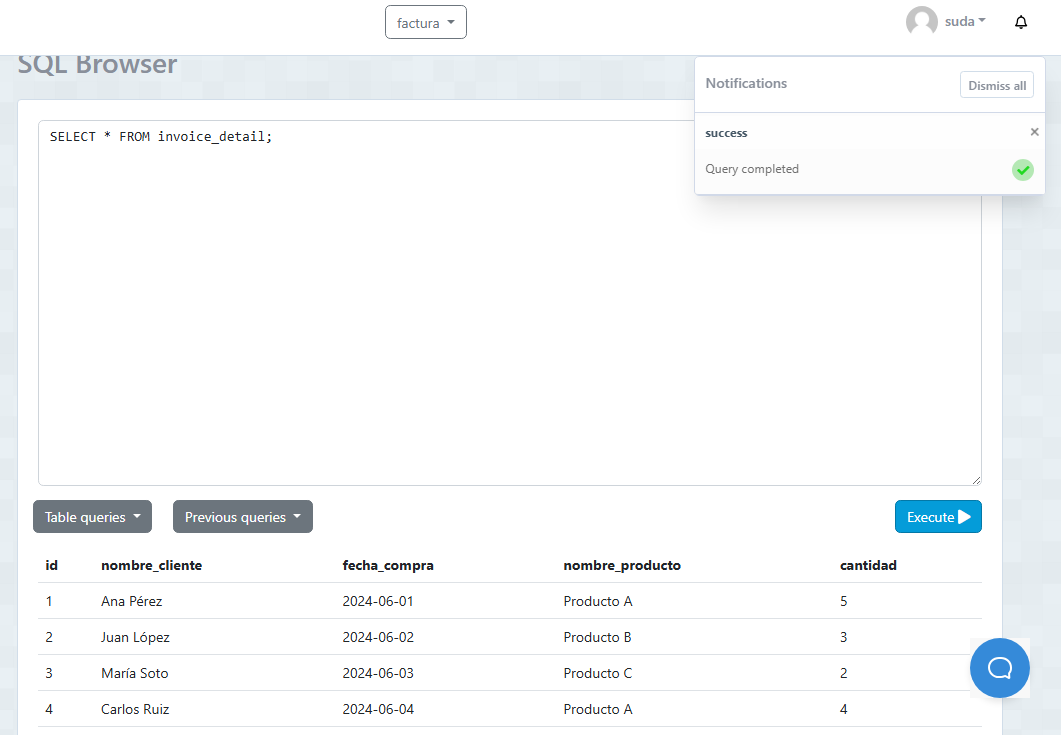 factura
suda
SQL Browser
Notifications
Dismiss all
success
×
Query completed
SELECT * FROM invoice_detail;
Table queries
Previous queries
Execute
id nombre_cliente fecha_compra nombre_producto cantidad
1 Ana Pérez 2024-06-01 Producto A 5
2 Juan López 2024-06-02 Producto B 3
3 María Soto 2024-06-03 Producto C 2
4 Carlos Ruiz 2024-06-04 Producto A 4